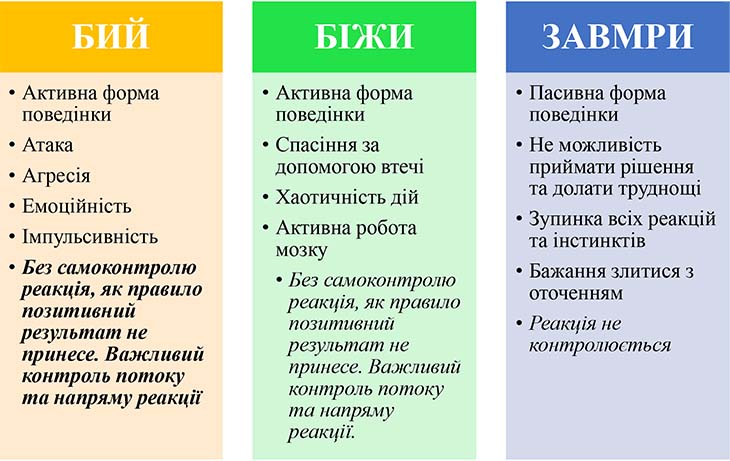 БИЙ
• Активна форма
поведінки
• Атака
• Агресія
• Емоційність
• Імпульсивність
• Без самоконтролю
реакція, як правило
позитивний
результат не
принесе. Важливий
контроль потоку
та напряму реакції
БІЖИ
• Активна форма
поведінки
• Спасіння за
допомогою втечі
• Хаотичність дій
• Активна робота
мозку
• Без самоконтролю
реакція, як правило
позитивний
результат не
принесе. Важливий
контроль потоку
та напряму
реакції.
ЗАВМРИ
• Пасивна форма
поведінки
• Не можливість
приймати рішення
та долати труднощі
• Зупинка всіх реакцій
та інстинктів
• Бажання злитися з
оточенням
• Реакція не
контролюється